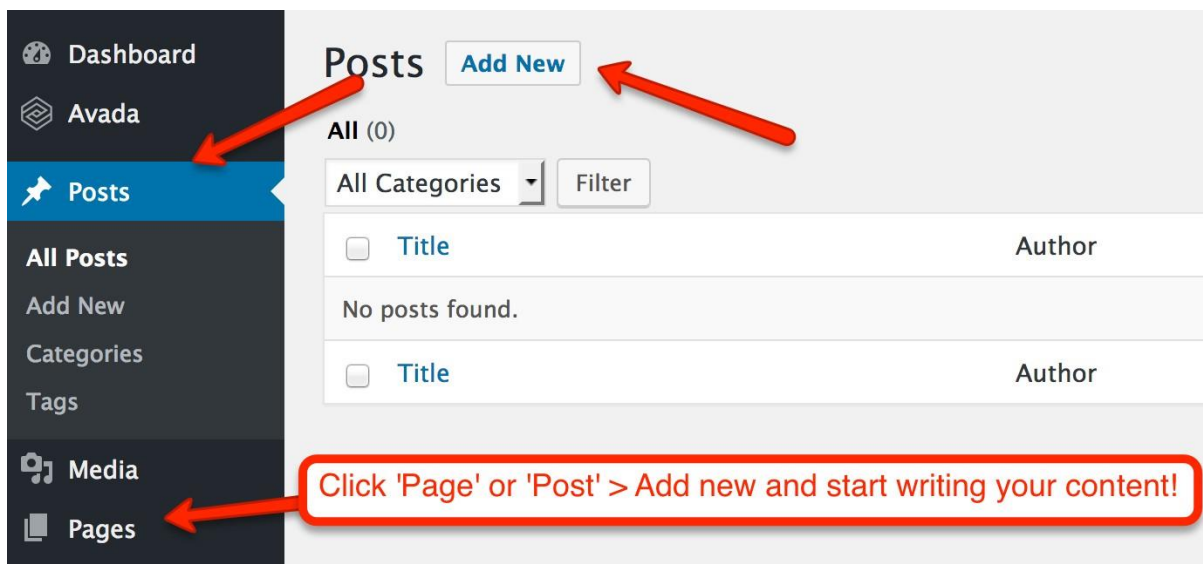 Dashboard
Avada
Posts
All Posts
Add New
Categories
Tags
Media
Pages
Posts Add New
All (0)
All Categories Filter
Title Author
No posts found.
Title Author
Click 'Page' or 'Post' > Add new and start writing your content!